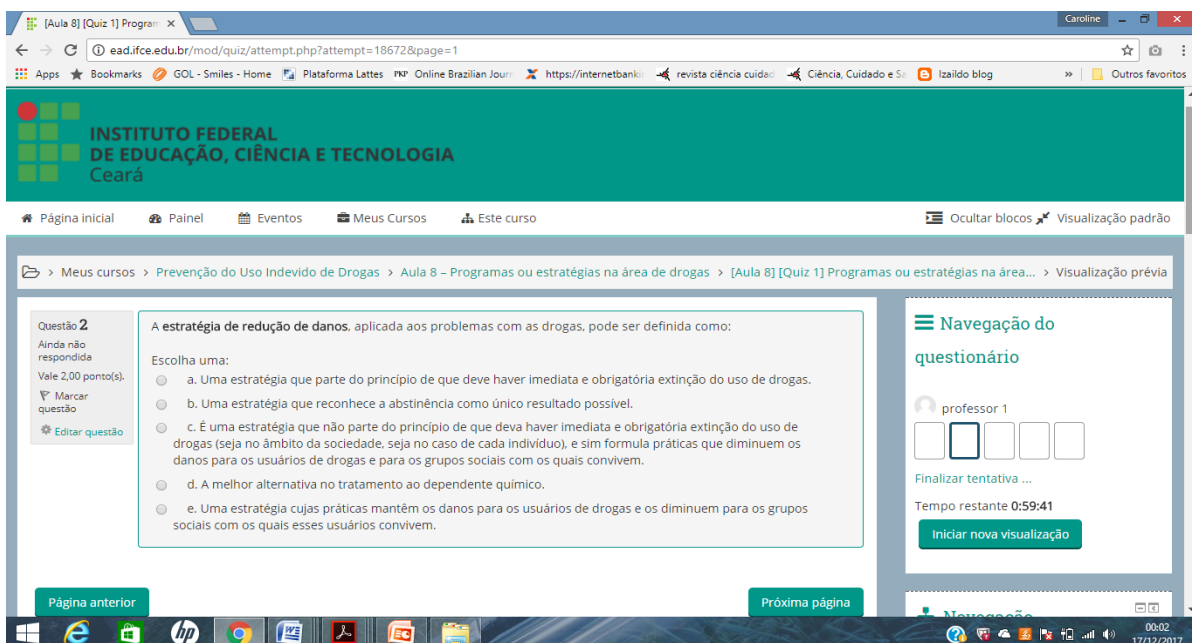 [Aula 8] [Quiz 1] Program
Caroline
ead.ifce.edu.br/mod/quiz/attempt.php?attempt=18672&page=1
Apps Bookmarks GOL - Smiles - Home Plataforma Lattes PKP Online Brazilian Journ https://internetbankin revista ciência cuidad Ciência, Cuidado e Sa Izaildo blog » Outros favoritos
INSTITUTO FEDERAL
DE EDUCAÇÃO, CIÊNCIA E TECNOLOGIA
Ceará
Página inicial Painel Eventos Meus Cursos Este curso Ocultar blocos Visualização padrão
> Meus cursos > Prevenção do Uso Indevido de Drogas > Aula 8 – Programas ou estratégias na área de drogas > [Aula 8] [Quiz 1] Programas ou estratégias na área... > Visualização prévia
Questão 2
Ainda não
respondida
Vale 2,00 ponto(s).
Marcar
questão
Editar questão
A estratégia de redução de danos, aplicada aos problemas com as drogas, pode ser definida como:
Escolha uma:
a. Uma estratégia que parte do princípio de que deve haver imediata e obrigatória extinção do uso de drogas.
b. Uma estratégia que reconhece a abstinência como único resultado possível.
c. É uma estratégia que não parte do princípio de que deva haver imediata e obrigatória extinção do uso de
drogas (seja no âmbito da sociedade, seja no caso de cada indivíduo), e sim formula práticas que diminuem os
danos para os usuários de drogas e para os grupos sociais com os quais convivem.
d. A melhor alternativa no tratamento ao dependente químico.
e. Uma estratégia cujas práticas mantêm os danos para os usuários de drogas e os diminuem para os grupos
sociais com os quais esses usuários convivem.
Página anterior
Próxima página
Navegação do
questionário
professor 1
Finalizar tentativa ...
Tempo restante 0:59:41
Iniciar nova visualização
Navegação
00:02
17/12/2017